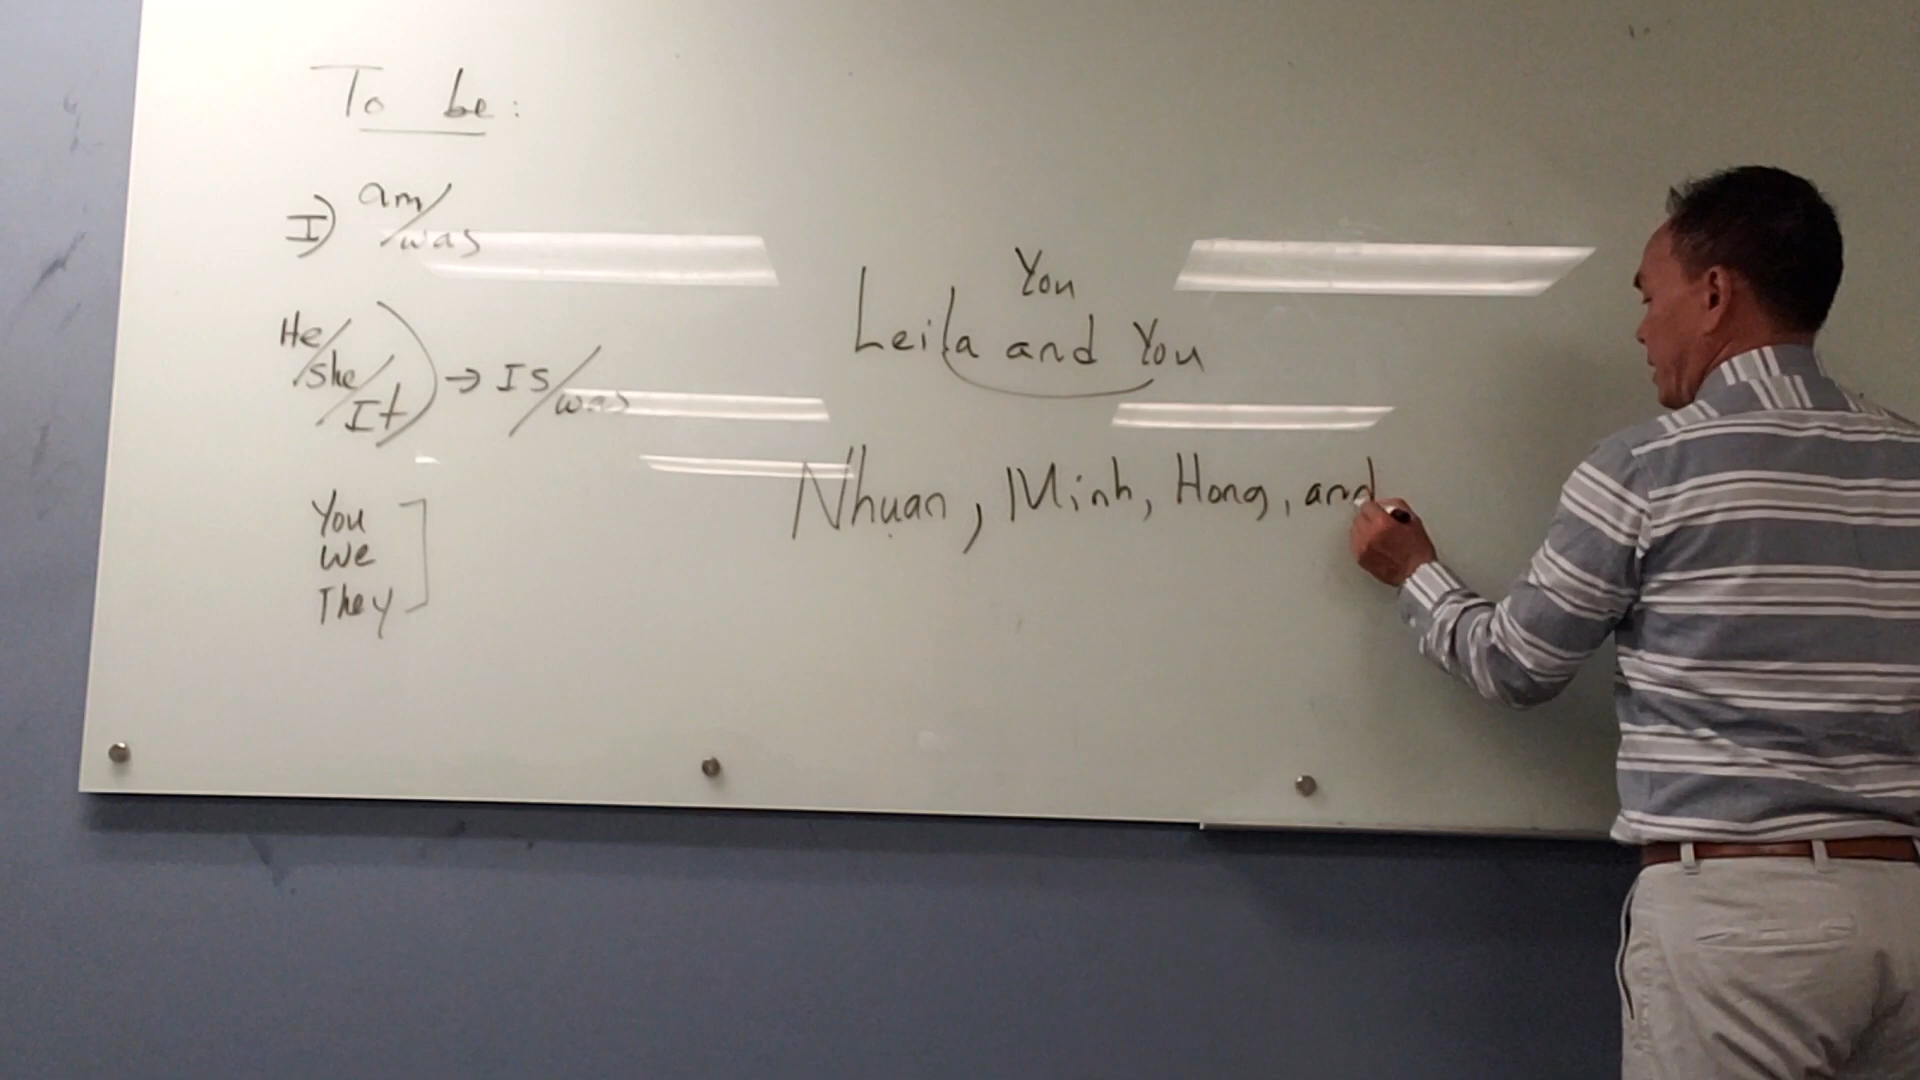 To be:
I) am/was
He/she/It) → Is/was
You
We
They
You
Leila and You
Nhuan, Minh, Hong, and